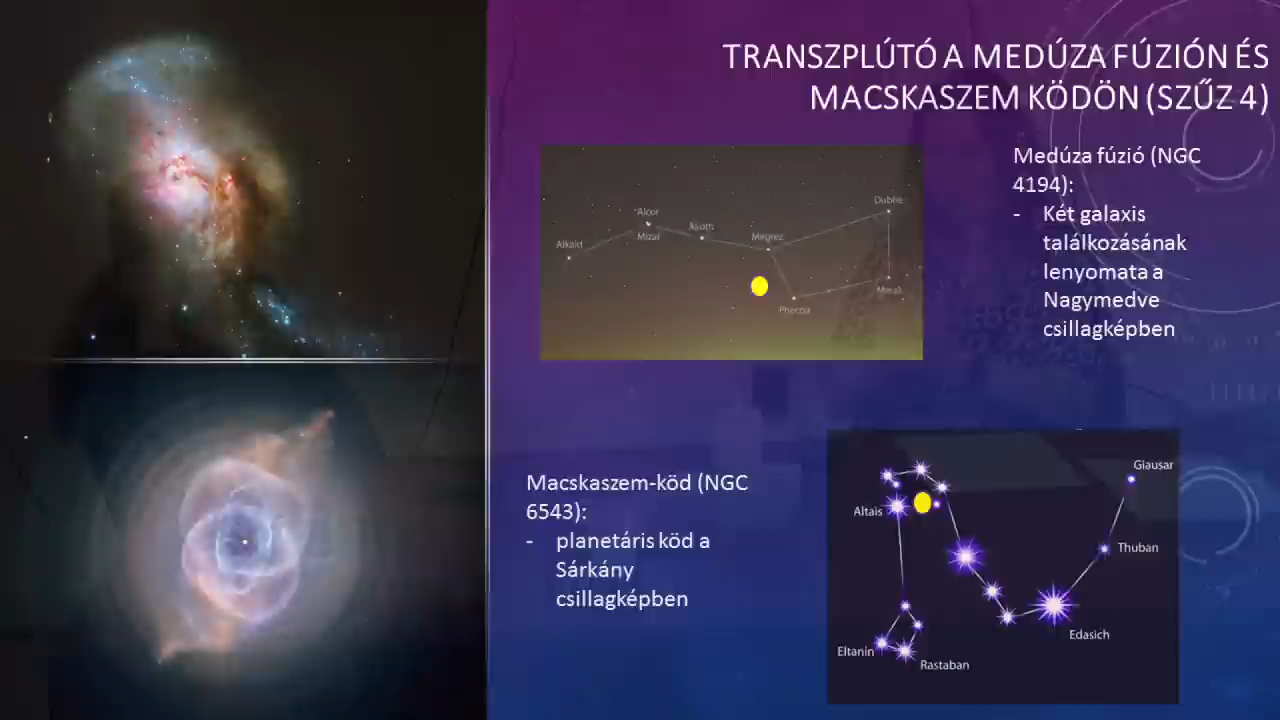 TRANSZPLÚTÓ A MEDÚZA FÚZIÓN ÉS
MACSKASZEM KÖDÖN (SZŰZ 4)
Medúza fúzió (NGC
4194):
- Két galaxis
találkozásának
lenyomata a
Nagymedve
csillagképben
Dubhe
Alcor
Mizar
Alioth
Megrez
Alkaid
Merak
Phecda
Macskaszem-köd (NGC
6543):
- planetáris köd a
Sárkány
csillagképben
Giausar
Altais
Thuban
Edasich
Eltanin
Rastaban